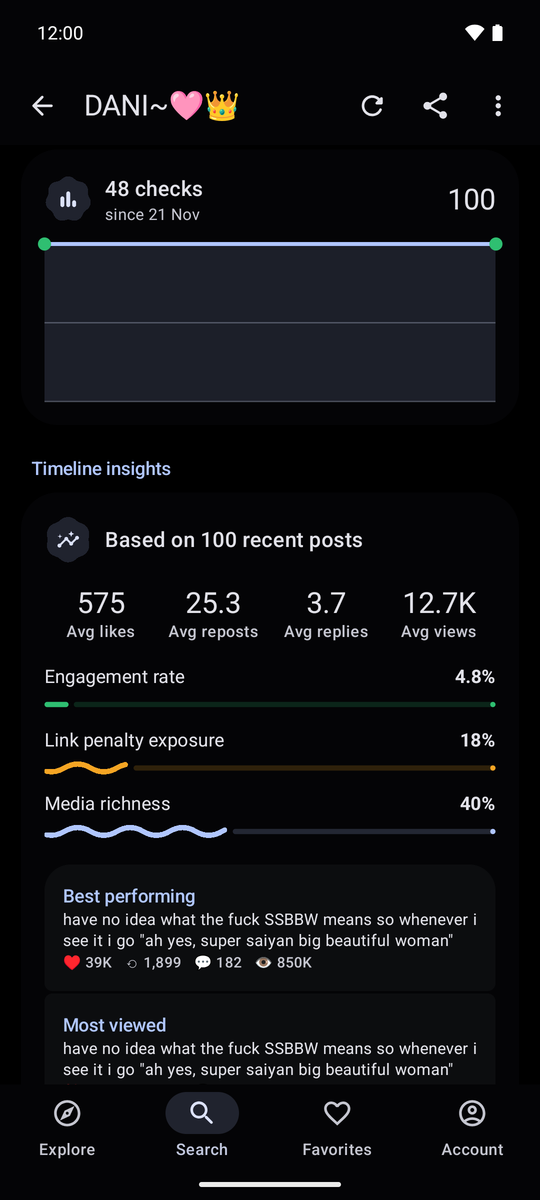 12:00
DANI~🩷👑
48 checks
since 21 Nov
100
Timeline insights
Based on 100 recent posts
575 25.3 3.7 12.7K
Avg likes Avg reposts Avg replies Avg views
Engagement rate 4.8%
Link penalty exposure 18%
Media richness 40%
Best performing
have no idea what the fuck SSBBW means so whenever i
see it i go "ah yes, super saiyan big beautiful woman"
❤️ 39K 1,899 💬 182 👁️ 850K
Most viewed
have no idea what the fuck SSBBW means so whenever i
see it i go "ah yes, super saiyan big beautiful woman"
Explore Search Favorites Account